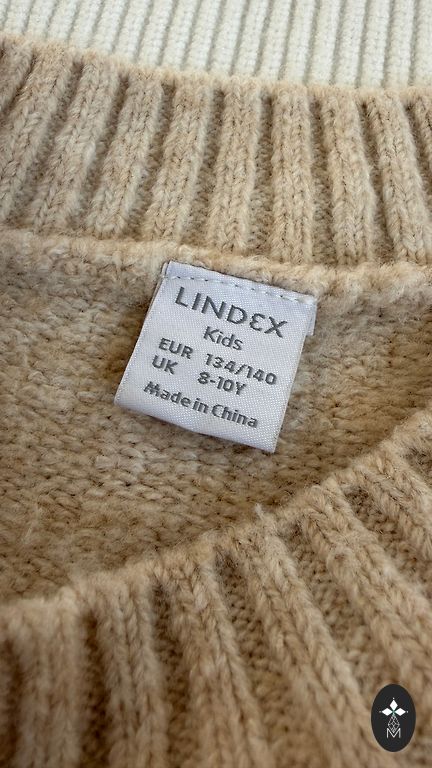 LINDEX
Kids
EUR 134/140
UK 8-10Y
Made in China
M